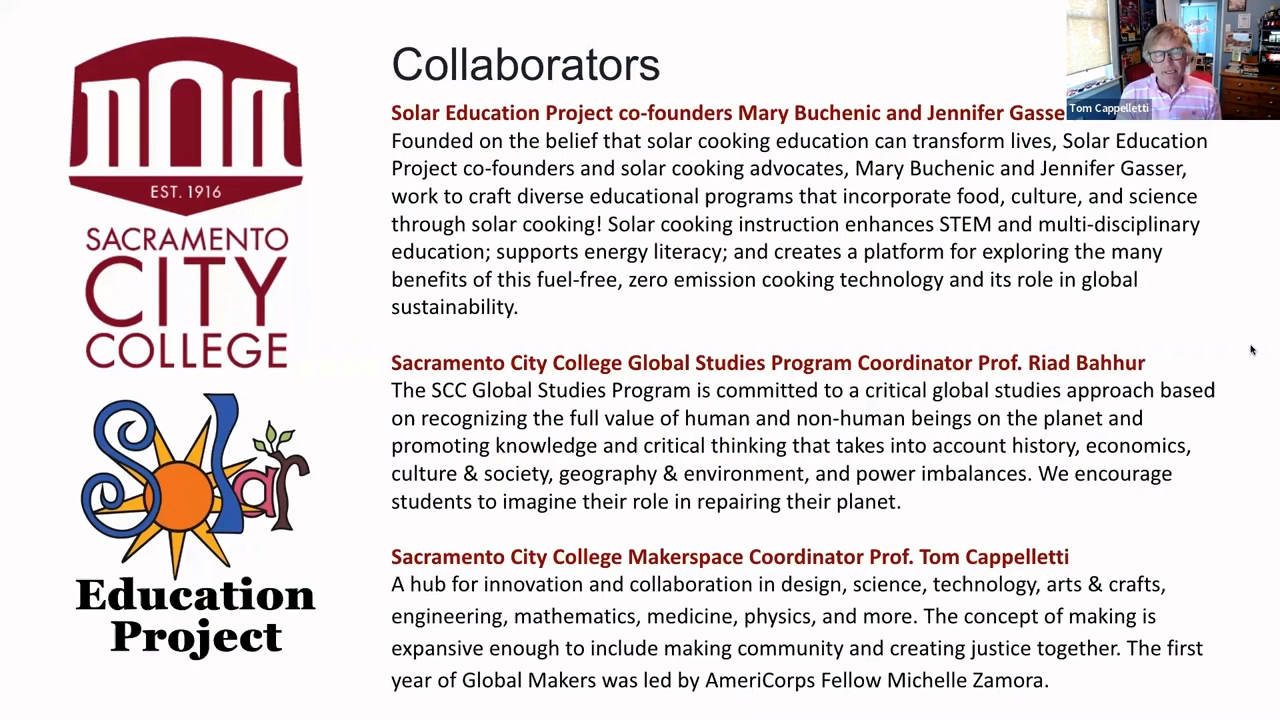 Collaborators
Tom Cappelletti
Solar Education Project co-founders Mary Buchenic and Jennifer Gasse
Founded on the belief that solar cooking education can transform lives, Solar Education
Project co-founders and solar cooking advocates, Mary Buchenic and Jennifer Gasser,
work to craft diverse educational programs that incorporate food, culture, and science
through solar cooking! Solar cooking instruction enhances STEM and multi-disciplinary
education; supports energy literacy; and creates a platform for exploring the many
benefits of this fuel-free, zero emission cooking technology and its role in global
sustainability.
Sacramento City College Global Studies Program Coordinator Prof. Riad Bahhur
The SCC Global Studies Program is committed to a critical global studies approach based
on recognizing the full value of human and non-human beings on the planet and
promoting knowledge and critical thinking that takes into account history, economics,
culture & society, geography & environment, and power imbalances. We encourage
students to imagine their role in repairing their planet.
Sacramento City College Makerspace Coordinator Prof. Tom Cappelletti
A hub for innovation and collaboration in design, science, technology, arts & crafts,
engineering, mathematics, medicine, physics, and more. The concept of making is
expansive enough to include making community and creating justice together. The first
year of Global Makers was led by AmeriCorps Fellow Michelle Zamora.
EST. 1916
SACRAMENTO
CITY
COLLEGE
Solar
Education
Project